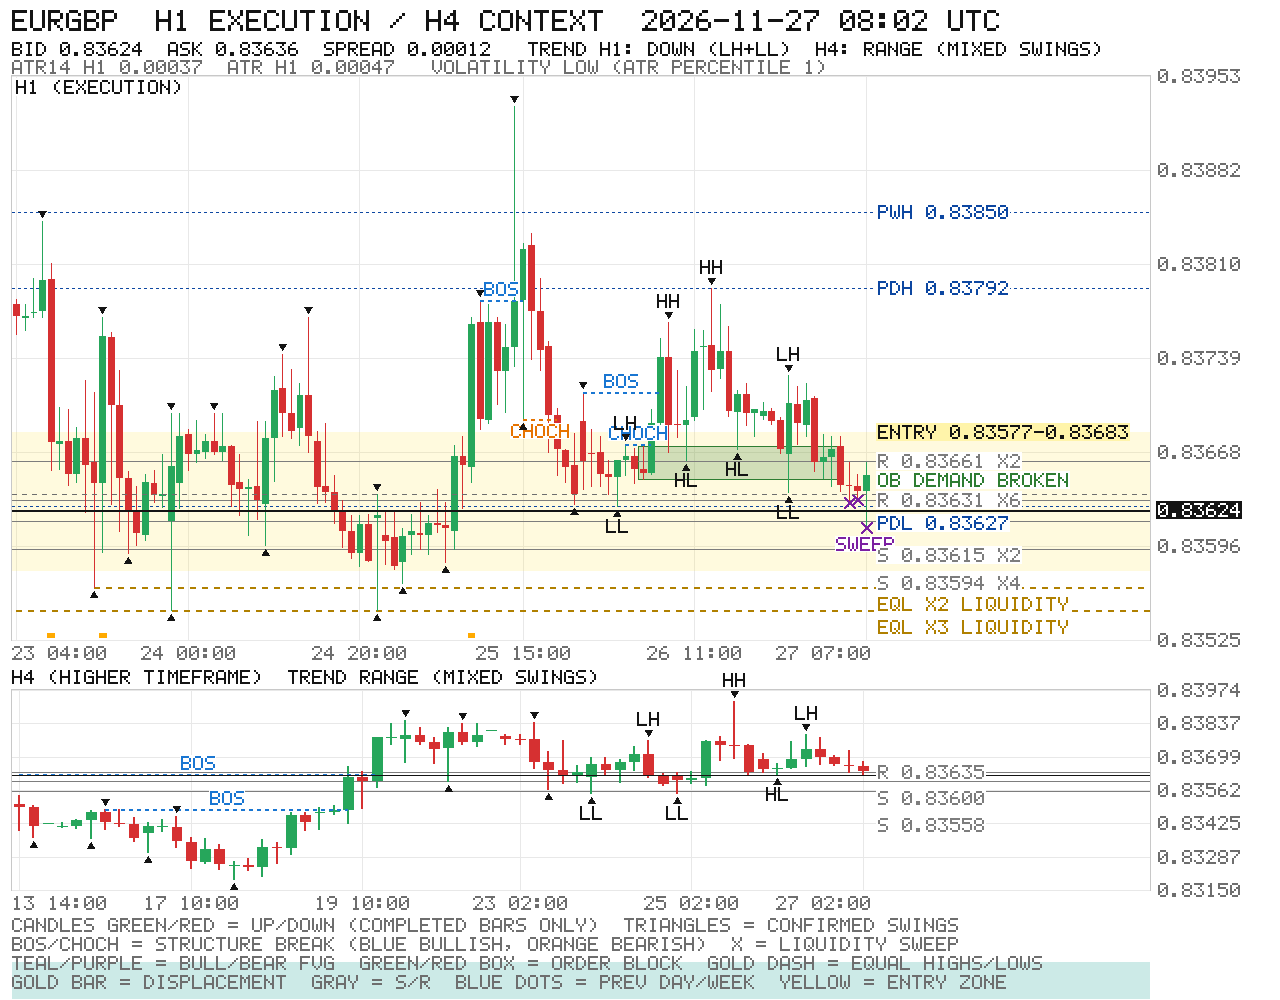 EURGBP  H1 EXECUTION / H4 CONTEXT  2026-11-27 08:02 UTC
BID 0.83624  ASK 0.83636  SPREAD 0.00012   TREND H1: DOWN (LH+LL)  H4: RANGE (MIXED SWINGS)
ATR14 H1 0.00037  ATR H1 0.00047   VOLATILITY LOW (ATR PERCENTILE 1)
0.83953
H1 (EXECUTION)
0.83882
PWH 0.83850
HH
0.83810
BOS
PDH 0.83792
HH
LH
0.83739
BOS
LH
CHOCH
CHOCH
ENTRY 0.83577-0.83683
0.83668
R 0.83661 X2
HL
HL
OB DEMAND BROKEN
R 0.83631 X6
LL
LL
0.83624
PDL 0.83627
SWEEP
0.83596
S 0.83615 X2
S 0.83594 X4
EQL X2 LIQUIDITY
EQL X3 LIQUIDITY
0.83525
23 04:00  24 00:00  24 20:00  25 15:00  26 11:00  27 07:00
H4 (HIGHER TIMEFRAME)  TREND RANGE (MIXED SWINGS)
HH
0.83974
LH
LH
0.83837
BOS
0.83699
R 0.83635
0.83562
BOS
HL
S 0.83600
LL
LL
0.83425
S 0.83558
0.83287
0.83150
13 14:00  17 10:00  19 10:00  23 02:00  25 02:00  27 02:00
CANDLES GREEN/RED = UP/DOWN (COMPLETED BARS ONLY)  TRIANGLES = CONFIRMED SWINGS
BOS/CHOCH = STRUCTURE BREAK (BLUE BULLISH, ORANGE BEARISH)  X = LIQUIDITY SWEEP
TEAL/PURPLE = BULL/BEAR FVG  GREEN/RED BOX = ORDER BLOCK  GOLD DASH = EQUAL HIGHS/LOWS
GOLD BAR = DISPLACEMENT  GRAY = S/R  BLUE DOTS = PREV DAY/WEEK  YELLOW = ENTRY ZONE